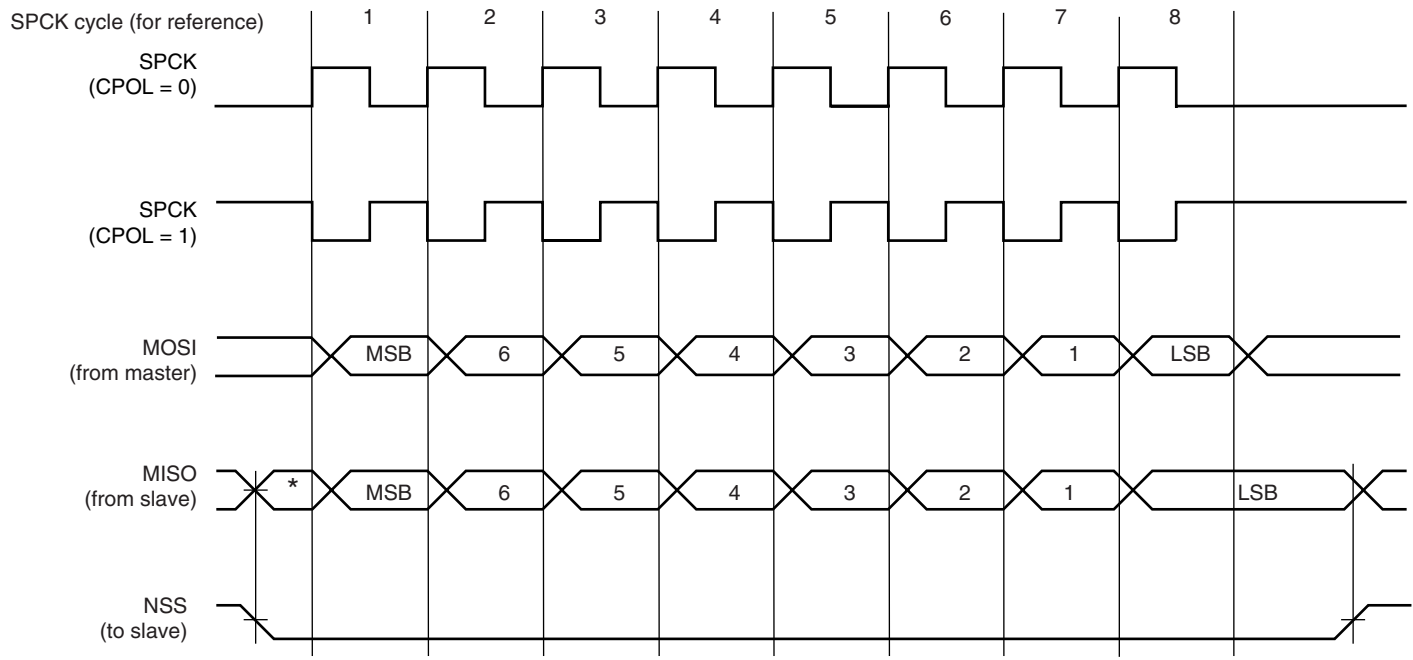 SPCK cycle (for reference) 1 2 3 4 5 6 7 8
SPCK
(CPOL = 0)
SPCK
(CPOL = 1)
MOSI
(from master)
MSB 6 5 4 3 2 1 LSB
MISO
(from slave)
* MSB 6 5 4 3 2 1 LSB
NSS
(to slave)